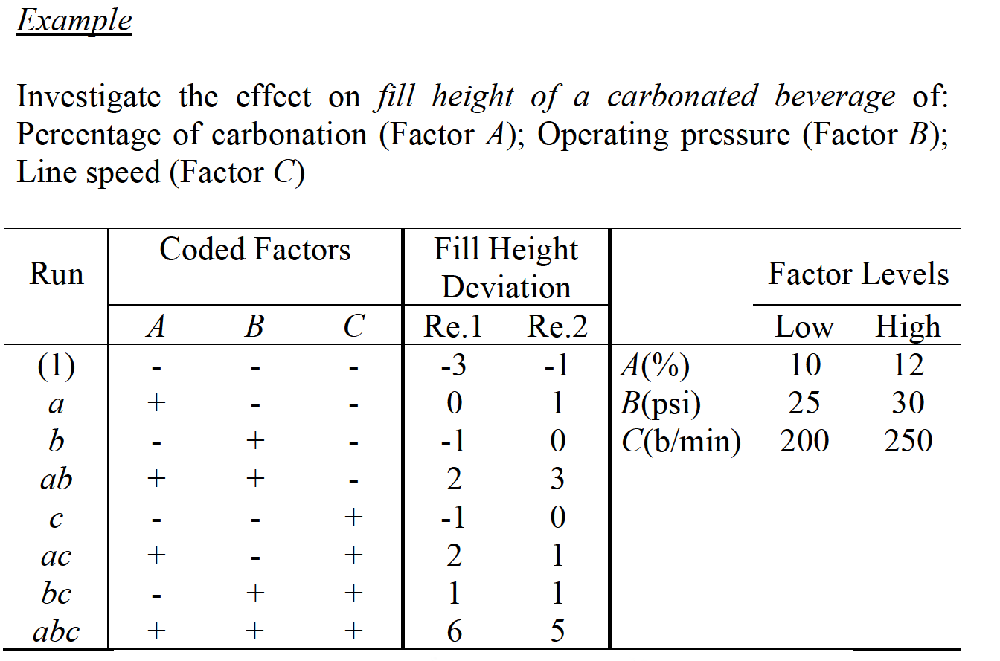 Example
Investigate the effect on fill height of a carbonated beverage of:
Percentage of carbonation (Factor A); Operating pressure (Factor B);
Line speed (Factor C)
Run Coded Factors Fill Height Deviation Factor Levels
A B C Re.1 Re.2 Low High
(1) - - - -3 -1 A(%) 10 12
a + - - 0 1 B(psi) 25 30
b - + - -1 0 C(b/min) 200 250
ab + + - 2 3
c - - + -1 0
ac + - + 2 1
bc - + + 1 1
abc + + + 6 5